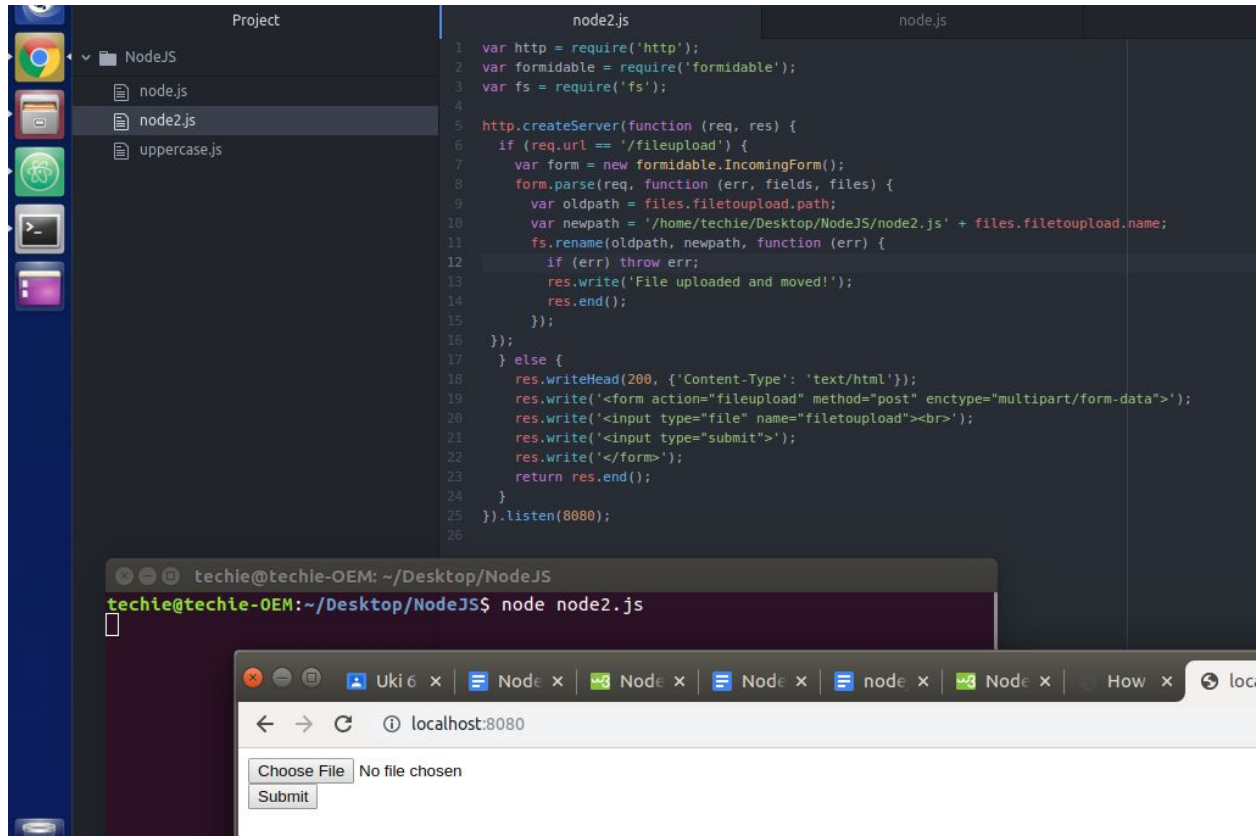 Project
node2.js
node.js
NodeJS
node.js
node2.js
uppercase.js
1 var http = require('http');
2 var formidable = require('formidable');
3 var fs = require('fs');
4
5 http.createServer(function (req, res) {
6   if (req.url == '/fileupload') {
7     var form = new formidable.IncomingForm();
8     form.parse(req, function (err, fields, files) {
9       var oldpath = files.filetoupload.path;
10       var newpath = '/home/techie/Desktop/NodeJS/node2.js' + files.filetoupload.name;
11       fs.rename(oldpath, newpath, function (err) {
12         if (err) throw err;
13         res.write('File uploaded and moved!');
14         res.end();
15       });
16  });
17   } else {
18     res.writeHead(200, {'Content-Type': 'text/html'});
19     res.write('<form action="fileupload" method="post" enctype="multipart/form-data">');
20     res.write('<input type="file" name="filetoupload"><br>');
21     res.write('<input type="submit">');
22     res.write('</form>');
23     return res.end();
24   }
25 }).listen(8080);
26
techie@techie-OEM: ~/Desktop/NodeJS
techie@techie-OEM:~/Desktop/NodeJS$ node node2.js
Uki 6 Node Node Node node Node How loca
localhost:8080
Choose File No file chosen
Submit